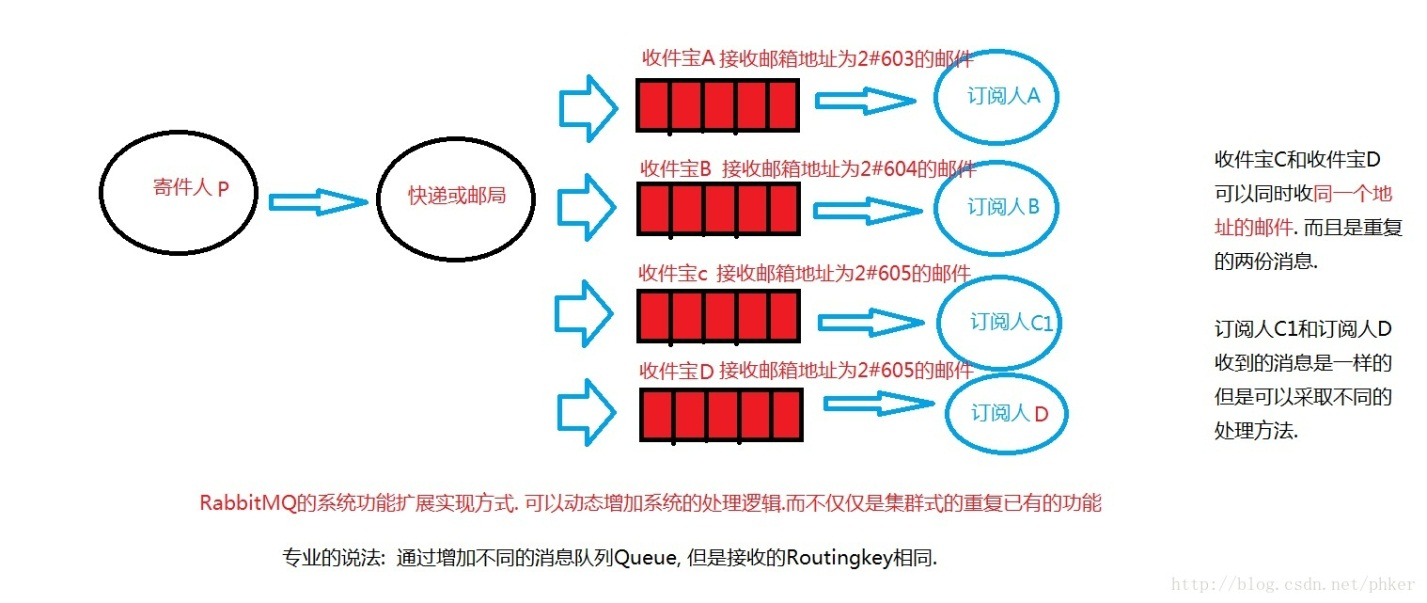 收件宝A 接收邮箱地址为2#603的邮件
订阅人A
寄件人 P
快递或邮局
收件宝B 接收邮箱地址为2#604的邮件
订阅人B
收件宝c 接收邮箱地址为2#605的邮件
订阅人C1
收件宝D 接收邮箱地址为2#605的邮件
订阅人 D
收件宝C和收件宝D
可以同时收同一个地
址的邮件. 而且是重复
的两份消息.
订阅人C1和订阅人D
收到的消息是一样的
但是可以采取不同的
处理方法.
RabbitMQ的系统功能扩展实现方式. 可以动态增加系统的处理逻辑.而不仅仅是集群式的重复已有的功能
专业的说法: 通过增加不同的消息队列Queue, 但是接收的Routingkey相同.
http://blog.csdn.net/phker